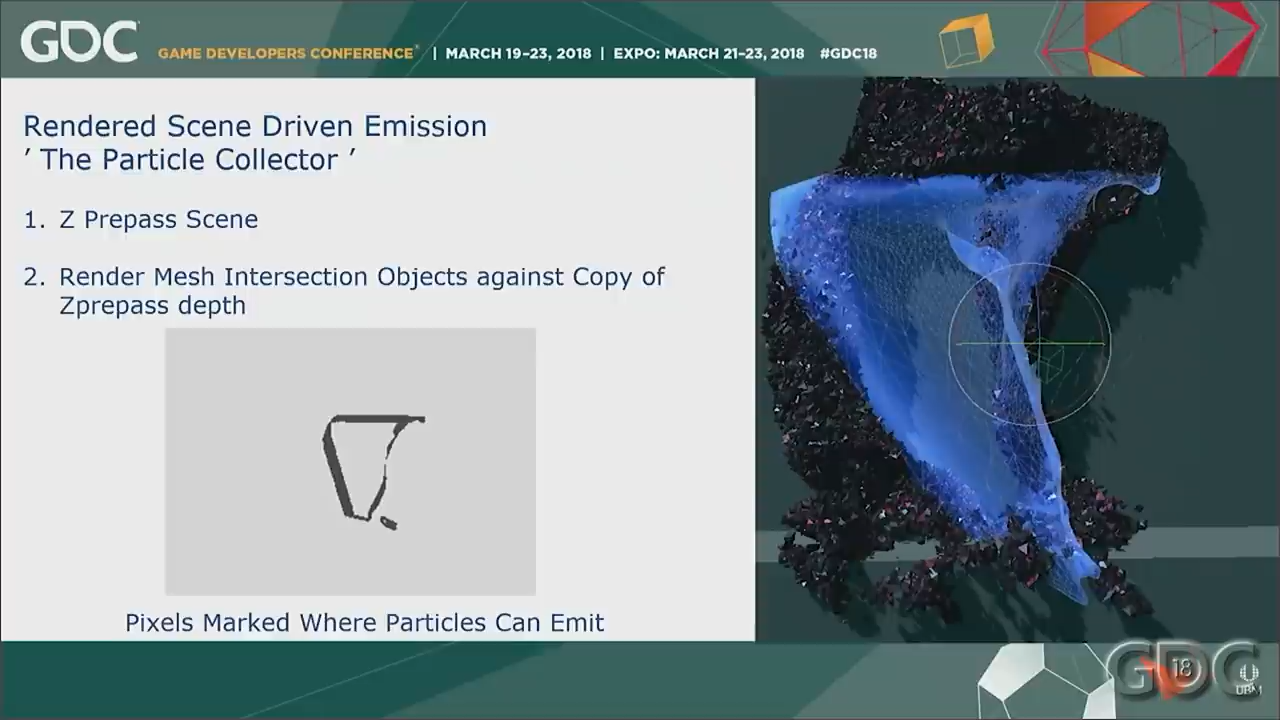 GDC GAME DEVELOPERS CONFERENCE | MARCH 19–23, 2018 | EXPO: MARCH 21–23, 2018 #GDC18
Rendered Scene Driven Emission
’ The Particle Collector ’
1. Z Prepass Scene
2. Render Mesh Intersection Objects against Copy of
Zprepass depth
Pixels Marked Where Particles Can Emit
GDC 18 UBM